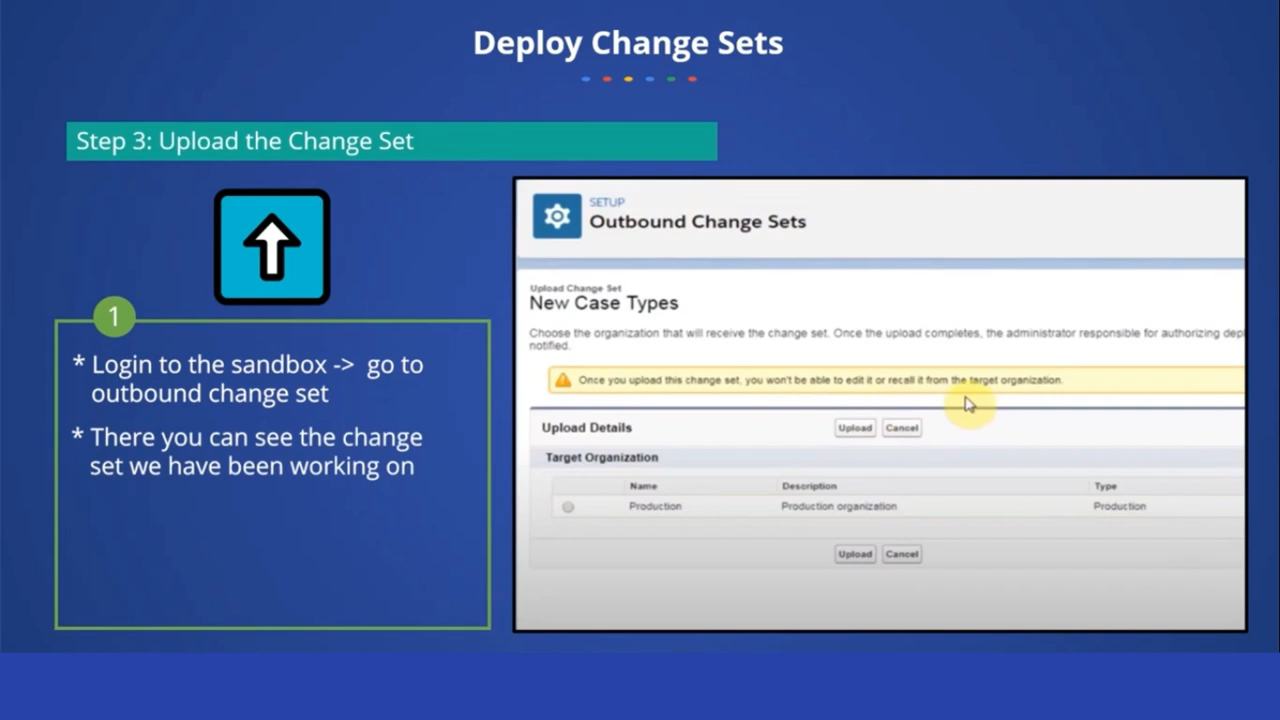 Deploy Change Sets
Step 3: Upload the Change Set
1
* Login to the sandbox -> go to
outbound change set
* There you can see the change
set we have been working on
SETUP
Outbound Change Sets
Upload Change Set
New Case Types
Choose the organization that will receive the change set. Once the upload completes, the administrator responsible for authorizing
notified.
Once you upload this change set, you won't be able to edit it or recall it from the target organization.
Upload Details
Upload Cancel
Target Organization
Name Description Type
Production Production organization Production
Upload Cancel